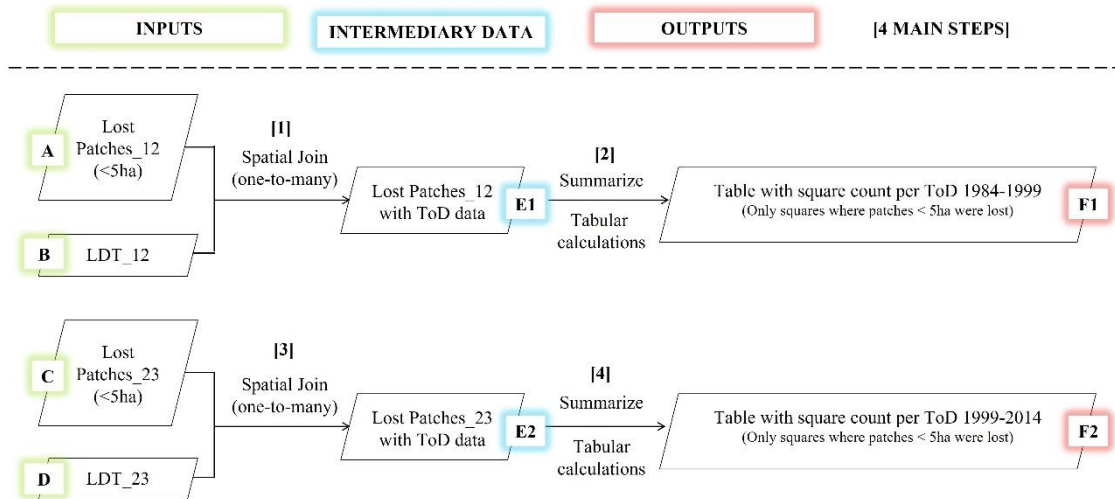 INPUTS
INTERMEDIARY DATA
OUTPUTS
[4 MAIN STEPS]
A
Lost
Patches_12
(<5ha)
B
LDT_12
[1]
Spatial Join
(one-to-many)
Lost Patches_12
with ToD data
E1
[2]
Summarize
Tabular
calculations
Table with square count per ToD 1984-1999
(Only squares where patches < 5ha were lost)
F1
C
Lost
Patches_23
(<5ha)
D
LDT_23
[3]
Spatial Join
(one-to-many)
Lost Patches_23
with ToD data
E2
[4]
Summarize
Tabular
calculations
Table with square count per ToD 1999-2014
(Only squares where patches < 5ha were lost)
F2